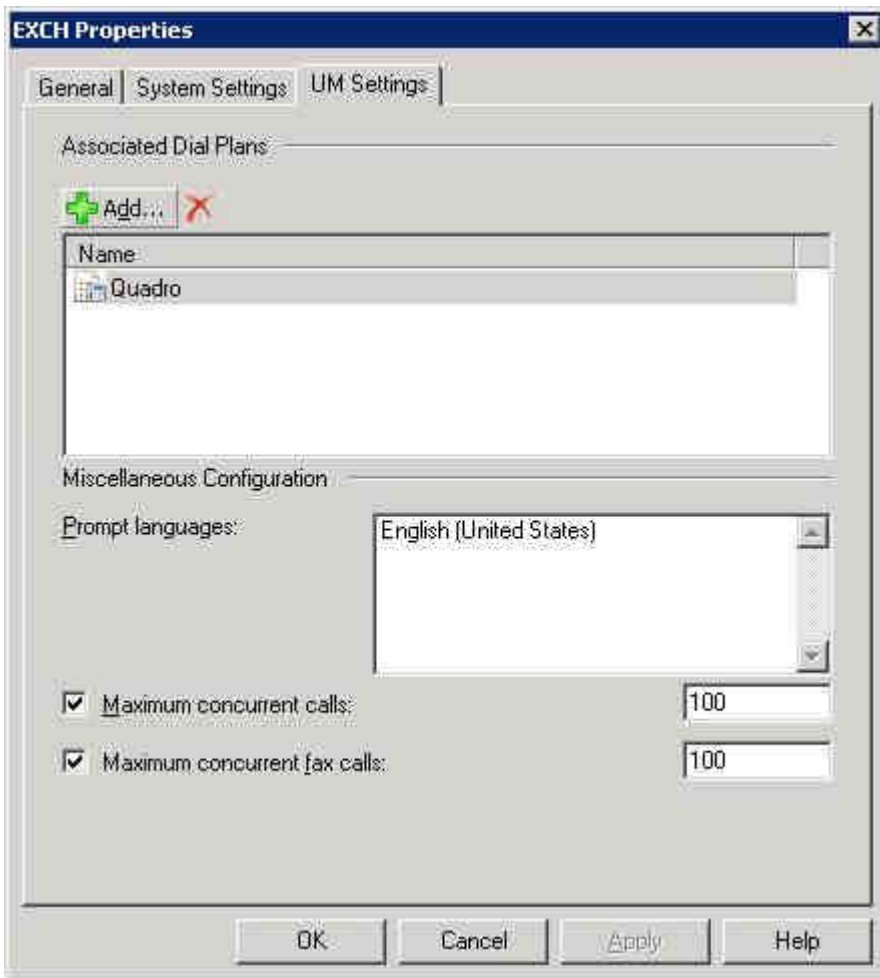 EXCH Properties
General System Settings UM Settings
Associated Dial Plans
Add...
Name
Quadro
Miscellaneous Configuration
Prompt languages: English (United States)
Maximum concurrent calls: 100
Maximum concurrent fax calls: 100
OK Cancel Apply Help